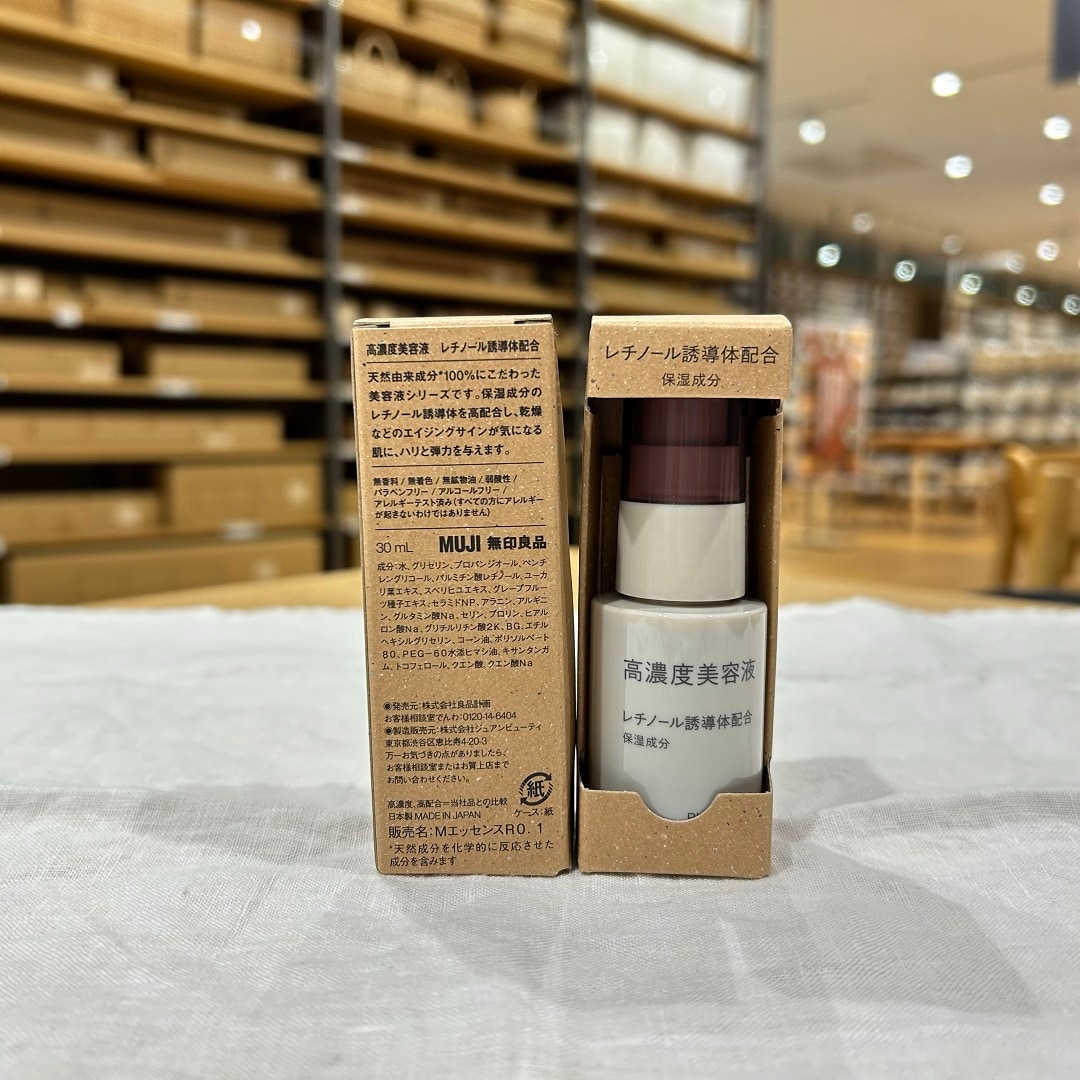 高濃度美容液 レチノール誘導体配合
天然由来成分*100%にこだわった
美容液シリーズです。保湿成分の
レチノール誘導体を高配合し、乾燥
などのエイジングサインが気になる
肌に、ハリと弾力を与えます。
無香料 / 無着色 / 無鉱物油 / 弱酸性 /
パラベンフリー / アルコールフリー /
アレルギーテスト済み(すべての方にアレルギー
が起きないわけではありません)
30 mL MUJI 無印良品
成分:水、グリセリン、プロパンジオール、ペンチ
レングリコール、パルミチン酸レチノール、ユーカ
リ葉エキス、スベリヒユエキス、グレープフルー
ツ種子エキス、セラミドNP、アラニン、アルギニ
ン、グルタミン酸Na、セリン、プロリン、ヒアル
ロン酸Na、グリチルリチン酸2K、BG、エチル
ヘキシルグリセリン、コーン油、ポリソルベート
80、PEG-60水添ヒマシ油、キサンタンガ
ム、トコフェロール、クエン酸、クエン酸Na
◉発売元:株式会社良品計画
お客様相談室でんわ:0120-14-6404
◉製造販売元:株式会社ジュアンビューティ
東京都渋谷区恵比寿4-20-3
万一お気づきの点がありましたら、
お客様相談室またはお買上店まで
お問い合わせください。
紙
高濃度、高配合=当社品との比較 ケース:紙
日本製 MADE IN JAPAN
販売名:MエッセンスR0.1
*天然成分を化学的に反応させた
成分を含みます
レチノール誘導体配合
保湿成分
高濃度美容液
レチノール誘導体配合
保湿成分